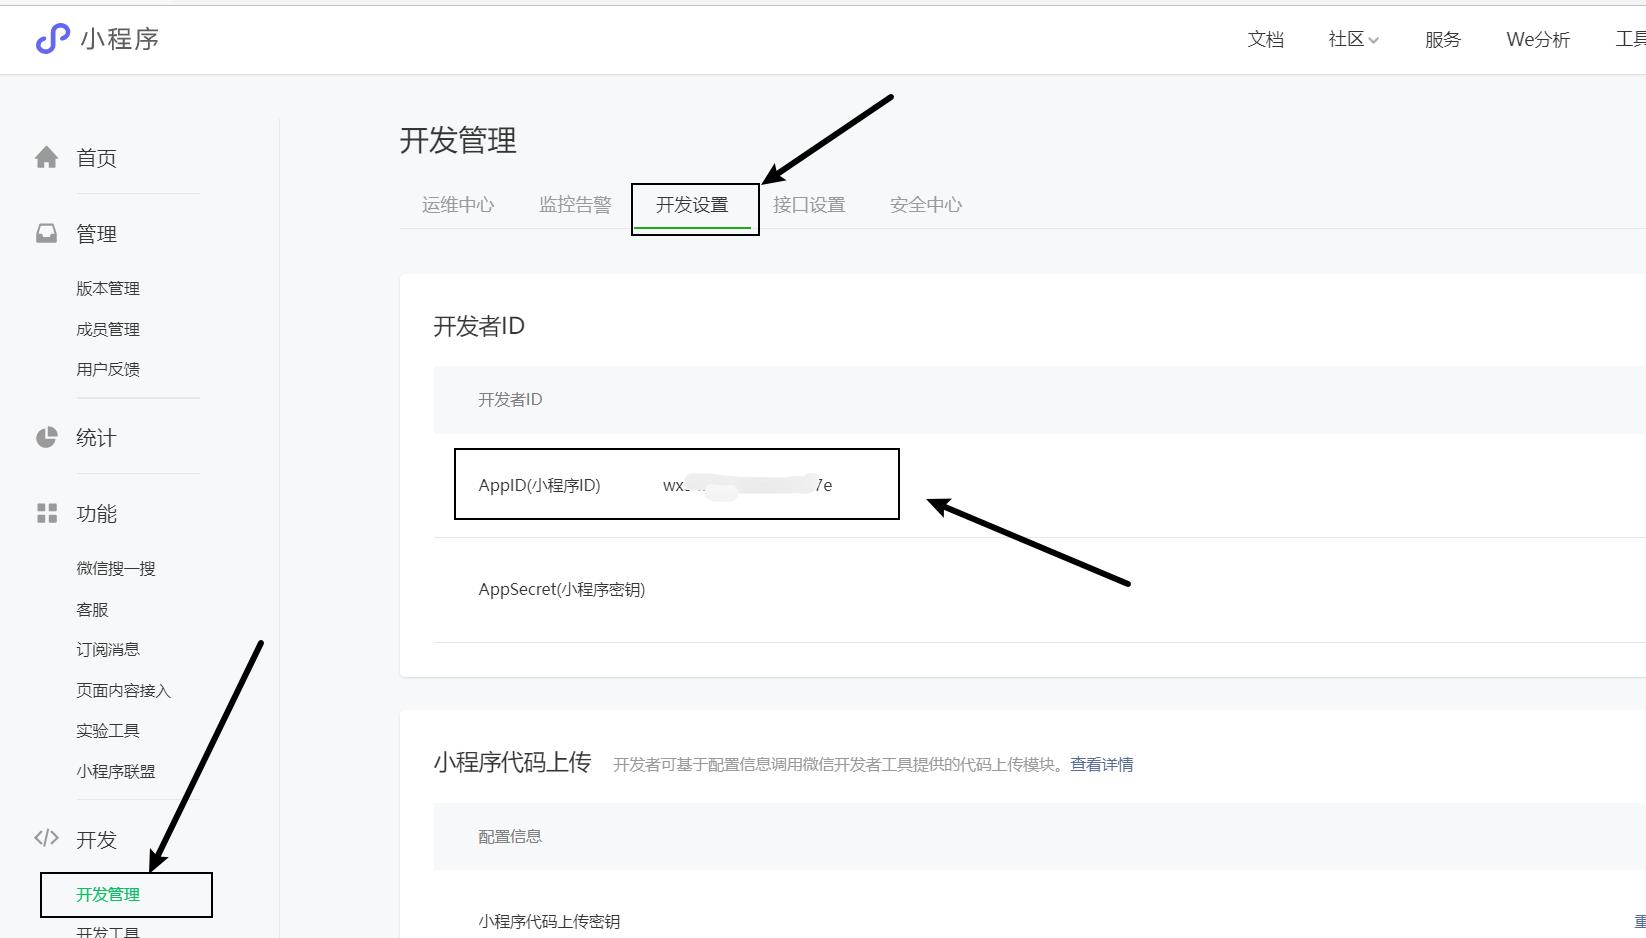 小程序
文档 社区 服务 We分析 工具
首页
管理
版本管理
成员管理
用户反馈
统计
功能
微信搜一搜
客服
订阅消息
页面内容接入
实验工具
小程序联盟
开发
开发管理
开发工具
开发管理
运维中心 监控告警 开发设置 接口设置 安全中心
开发者ID
开发者ID
AppID(小程序ID) wx 7e
AppSecret(小程序密钥)
小程序代码上传 开发者可基于配置信息调用微信开发者工具提供的代码上传模块。查看详情
配置信息
小程序代码上传密钥 重